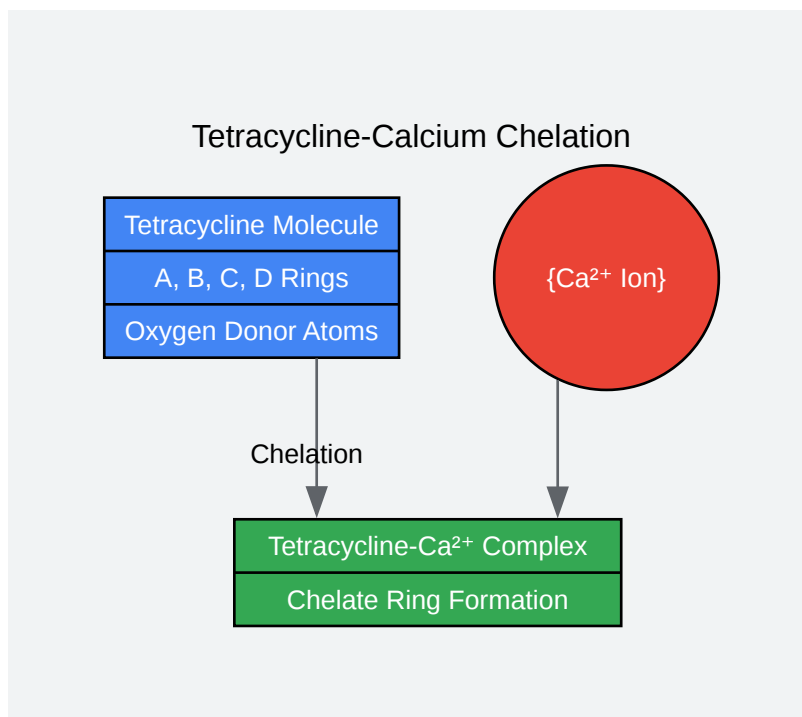 Tetracycline-Calcium Chelation
Tetracycline Molecule
A, B, C, D Rings
Oxygen Donor Atoms
{Ca²⁺ Ion}
Chelation
Tetracycline-Ca²⁺ Complex
Chelate Ring Formation